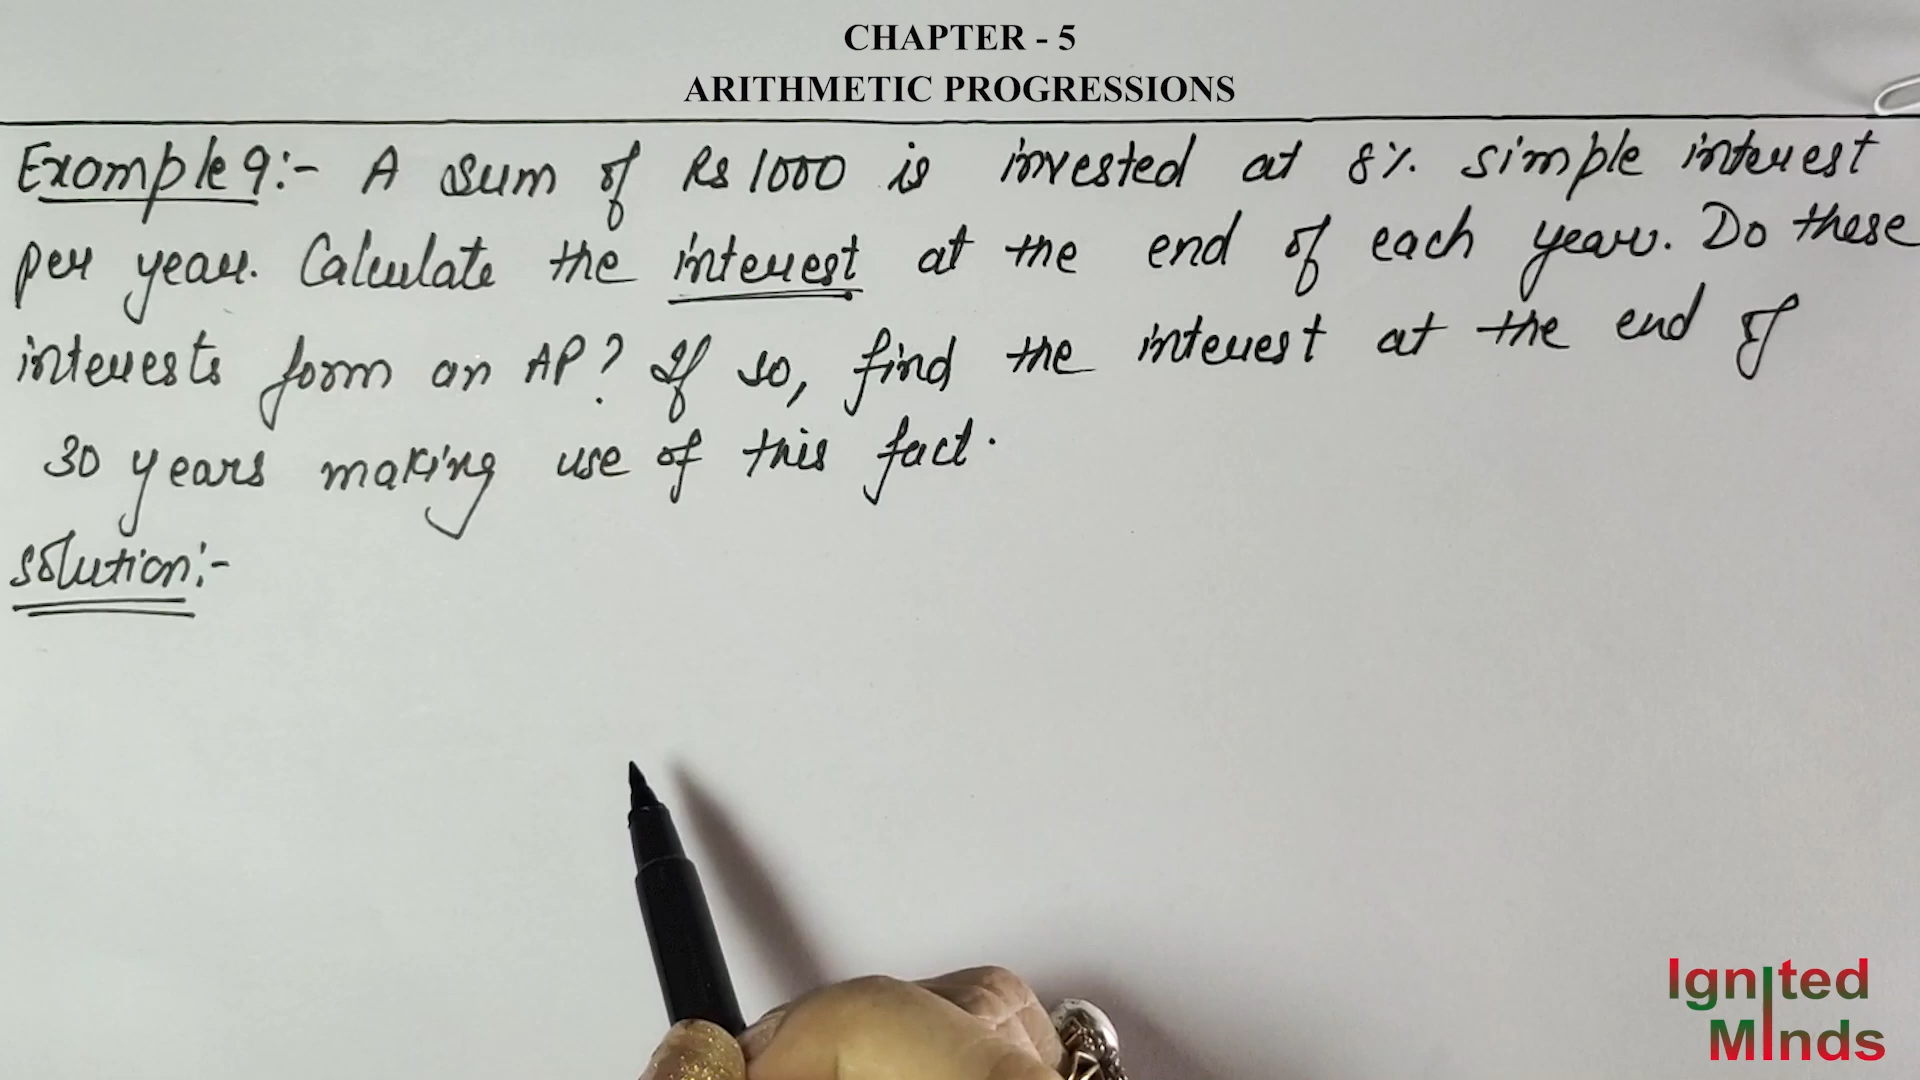 CHAPTER - 5
ARITHMETIC PROGRESSIONS
Example 9:- A sum of Rs 1000 is invested at 8% simple interest
per year. Calculate the interest at the end of each year. Do these
interests form an AP? If so, find the interest at the end of
30 years making use of this fact.
Solution:-
Ignited
Minds